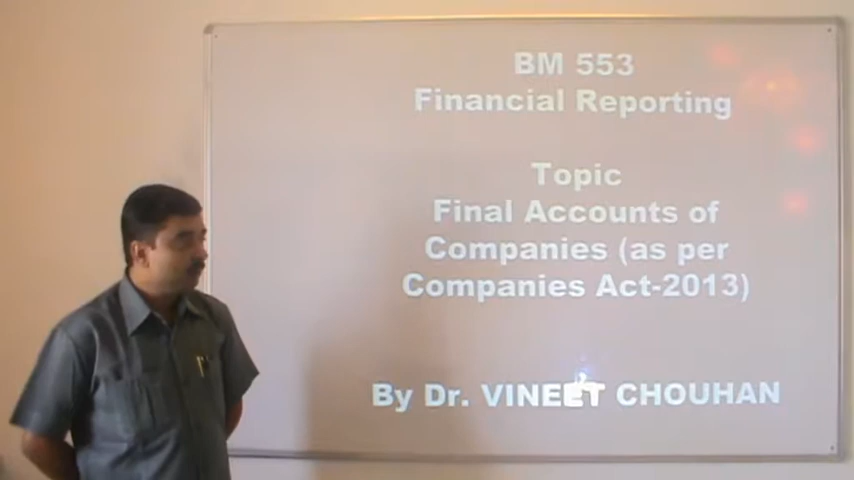 BM 553
Financial Reporting
Topic
Final Accounts of
Companies (as per
Companies Act-2013)
By Dr. VINEET CHOUHAN